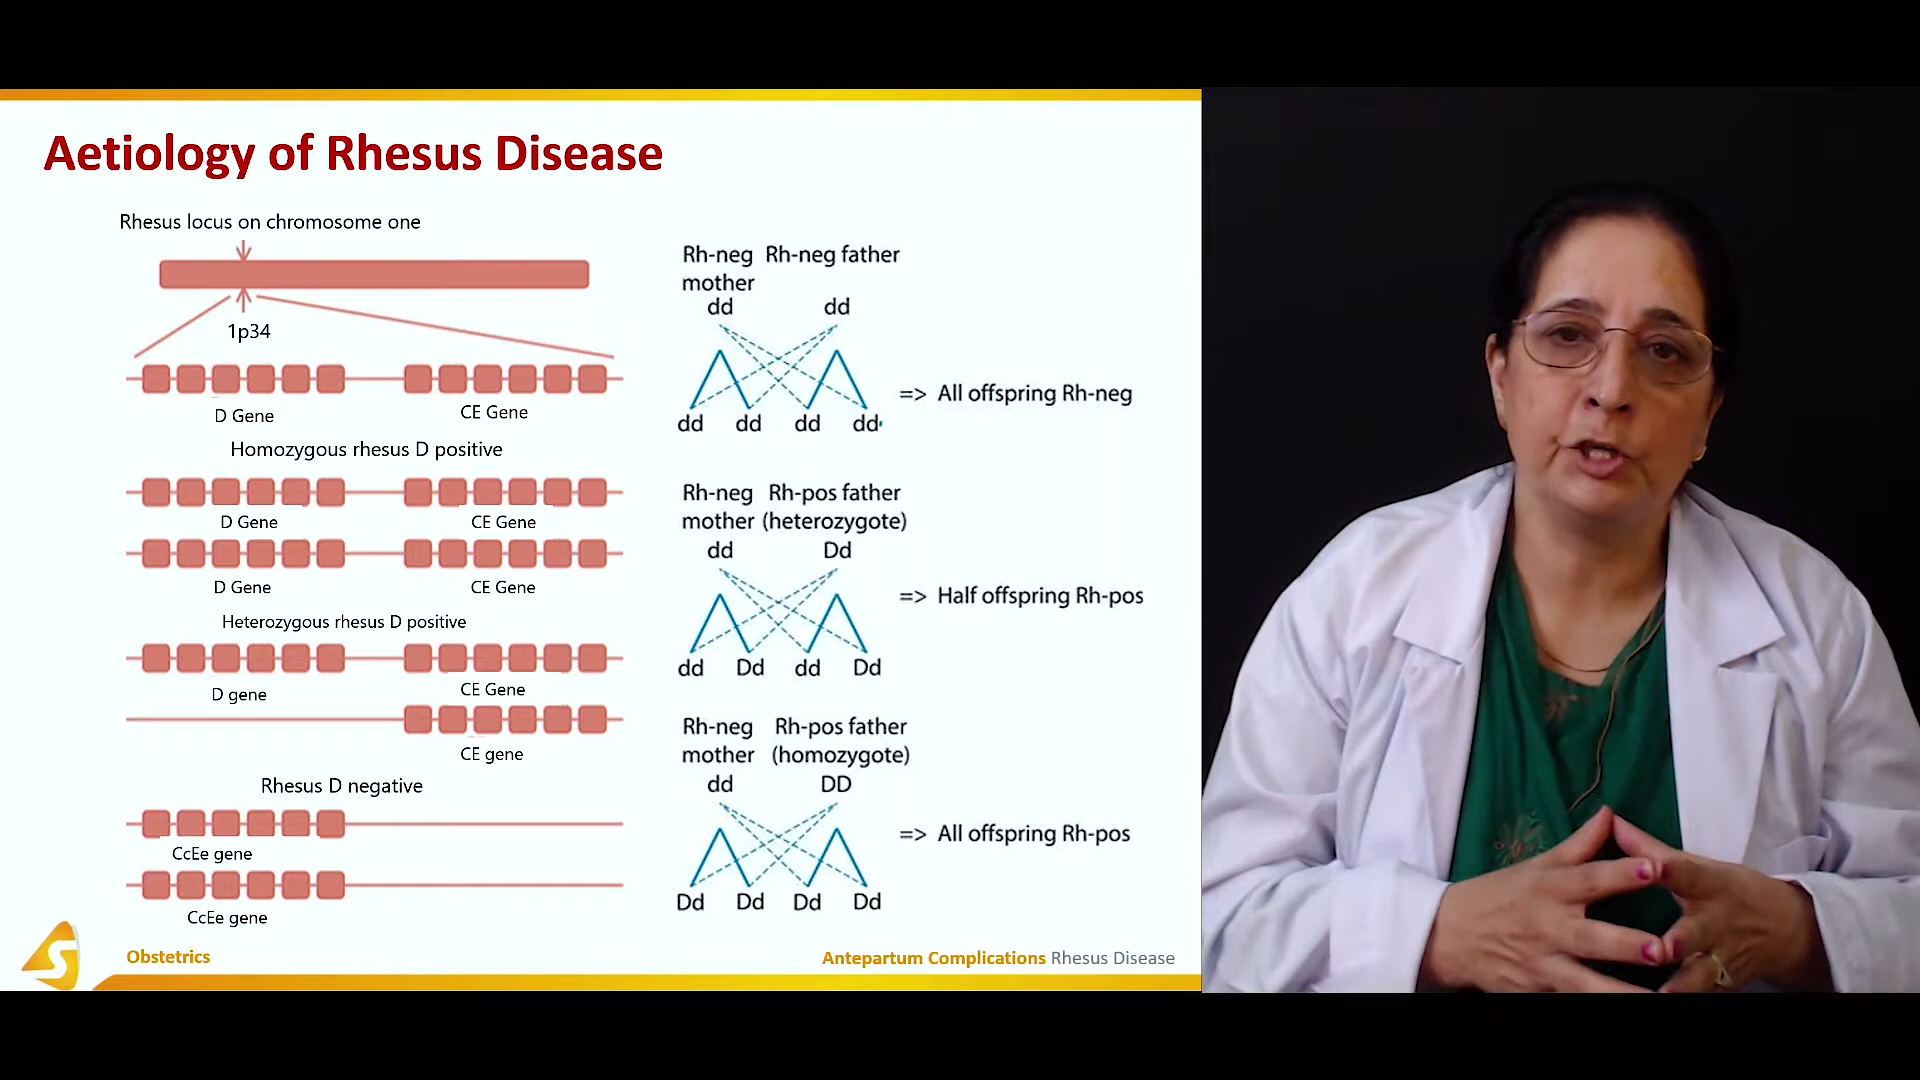 Aetiology of Rhesus Disease
Rhesus locus on chromosome one
1p34
D Gene CE Gene
Homozygous rhesus D positive
D Gene CE Gene
D Gene CE Gene
Heterozygous rhesus D positive
D gene CE Gene
CE gene
Rhesus D negative
CcEe gene
CcEe gene
Rh-neg Rh-neg father
mother
dd dd
=> All offspring Rh-neg
dd dd dd dd
Rh-neg Rh-pos father
mother (heterozygote)
dd Dd
=> Half offspring Rh-pos
dd Dd dd Dd
Rh-neg Rh-pos father
mother (homozygote)
dd DD
=> All offspring Rh-pos
Dd Dd Dd Dd
S
Obstetrics
Antepartum Complications Rhesus Disease